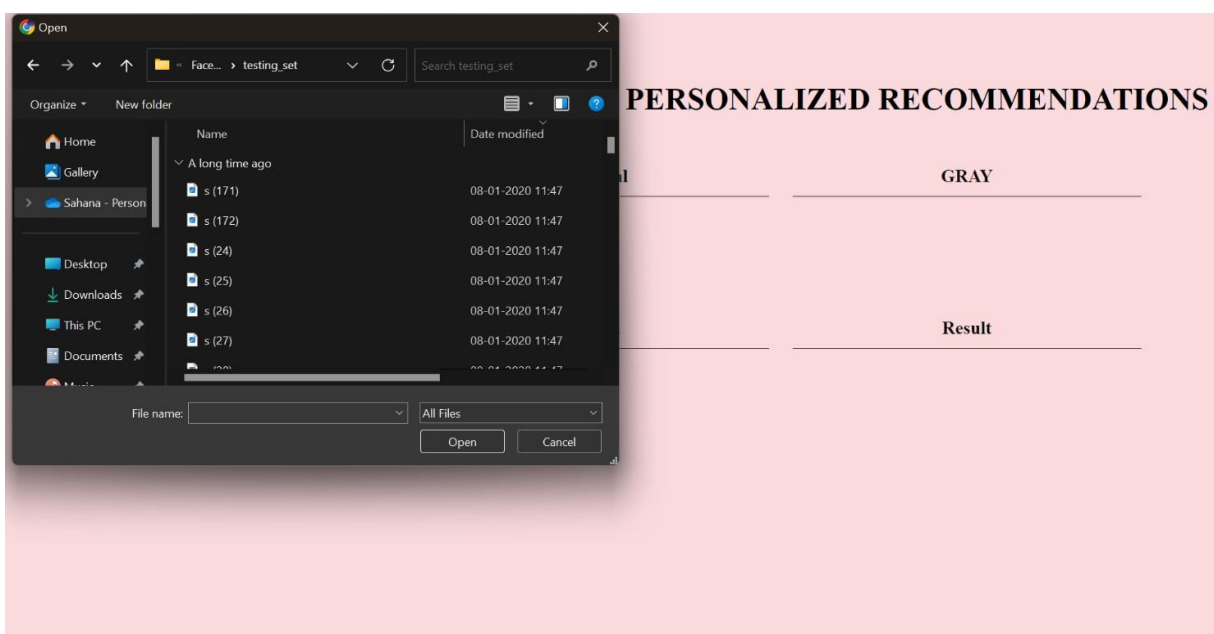 Open
« Face... › testing_set
Search testing_set
Organize
New folder
PERSONALIZED RECOMMENDATIONS
Home
Gallery
Sahana - Person
Desktop
Downloads
This PC
Documents
Name
Date modified
A long time ago
s (171) 08-01-2020 11:47
s (172) 08-01-2020 11:47
s (24) 08-01-2020 11:47
s (25) 08-01-2020 11:47
s (26) 08-01-2020 11:47
s (27) 08-01-2020 11:47
GRAY
Result
File name:
All Files
Open
Cancel